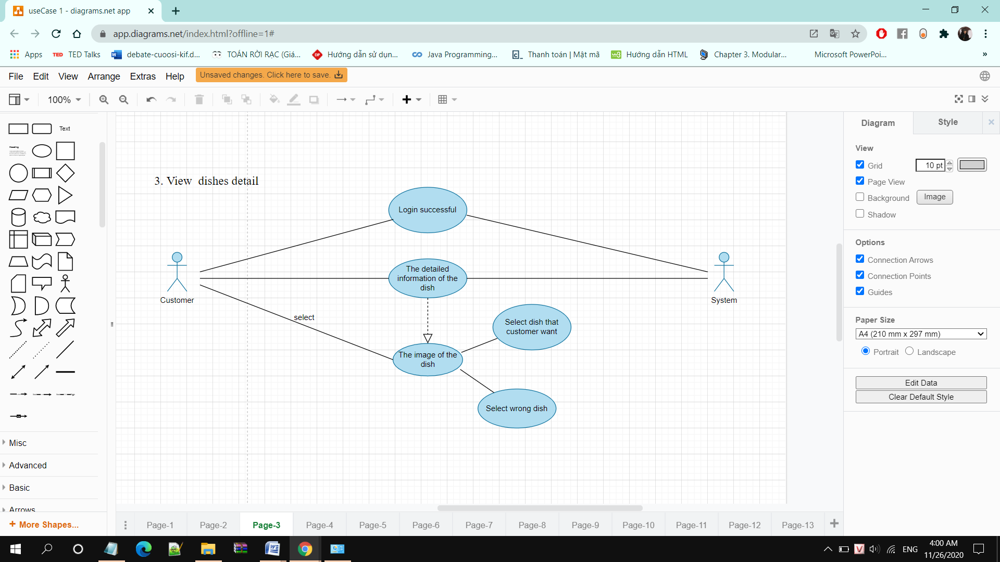 useCase 1 - diagrams.net app
app.diagrams.net/index.html?offline=1#
Apps
TED TED Talks
debate-cuoosi-kif.d...
TOÁN RỜI RẠC (Giá...
Hướng dẫn sử dụn...
Java Programming...
Thanh toán | Mật mã
Hướng dẫn HTML
Chapter 3. Modular...
Microsoft PowerPoi...
File Edit View Arrange Extras Help
Unsaved changes. Click here to save.
100%
Text
Heading
Misc
Advanced
Basic
Arrows
+ More Shapes...
3. View dishes detail
Login successful
The detailed
information of the
dish
Customer
System
select
Select dish that
customer want
The image of the
dish
Select wrong dish
Diagram Style
View
Grid 10 pt
Page View
Background Image
Shadow
Options
Connection Arrows
Connection Points
Guides
Paper Size
A4 (210 mm x 297 mm)
Portrait Landscape
Edit Data
Clear Default Style
Page-1 Page-2 Page-3 Page-4 Page-5 Page-6 Page-7 Page-8 Page-9 Page-10 Page-11 Page-12 Page-13
ENG
4:00 AM
11/26/2020